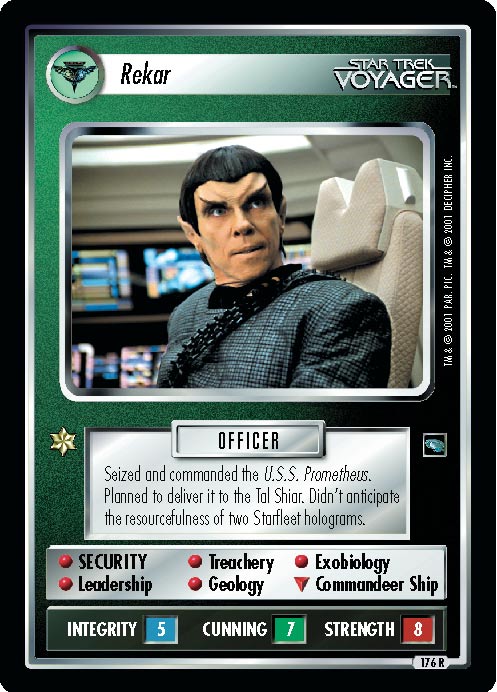 Rekar
STAR TREK
VOYAGER™
TM & © 2001 PAR. PIC. TM & © 2001 DECIPHER INC.
OFFICER
Seized and commanded the U.S.S. Prometheus.
Planned to deliver it to the Tal Shiar. Didn't anticipate
the resourcefulness of two Starfleet holograms.
SECURITY Treachery Exobiology
Leadership Geology Commandeer Ship
INTEGRITY 5 CUNNING 7 STRENGTH 8
176 R